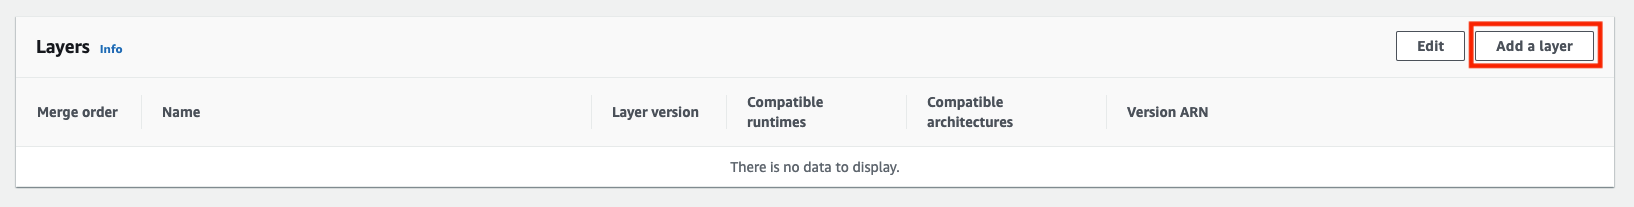 Layers Info
Edit
Add a layer
Merge order
Name
Layer version
Compatible
runtimes
Compatible
architectures
Version ARN
There is no data to display.